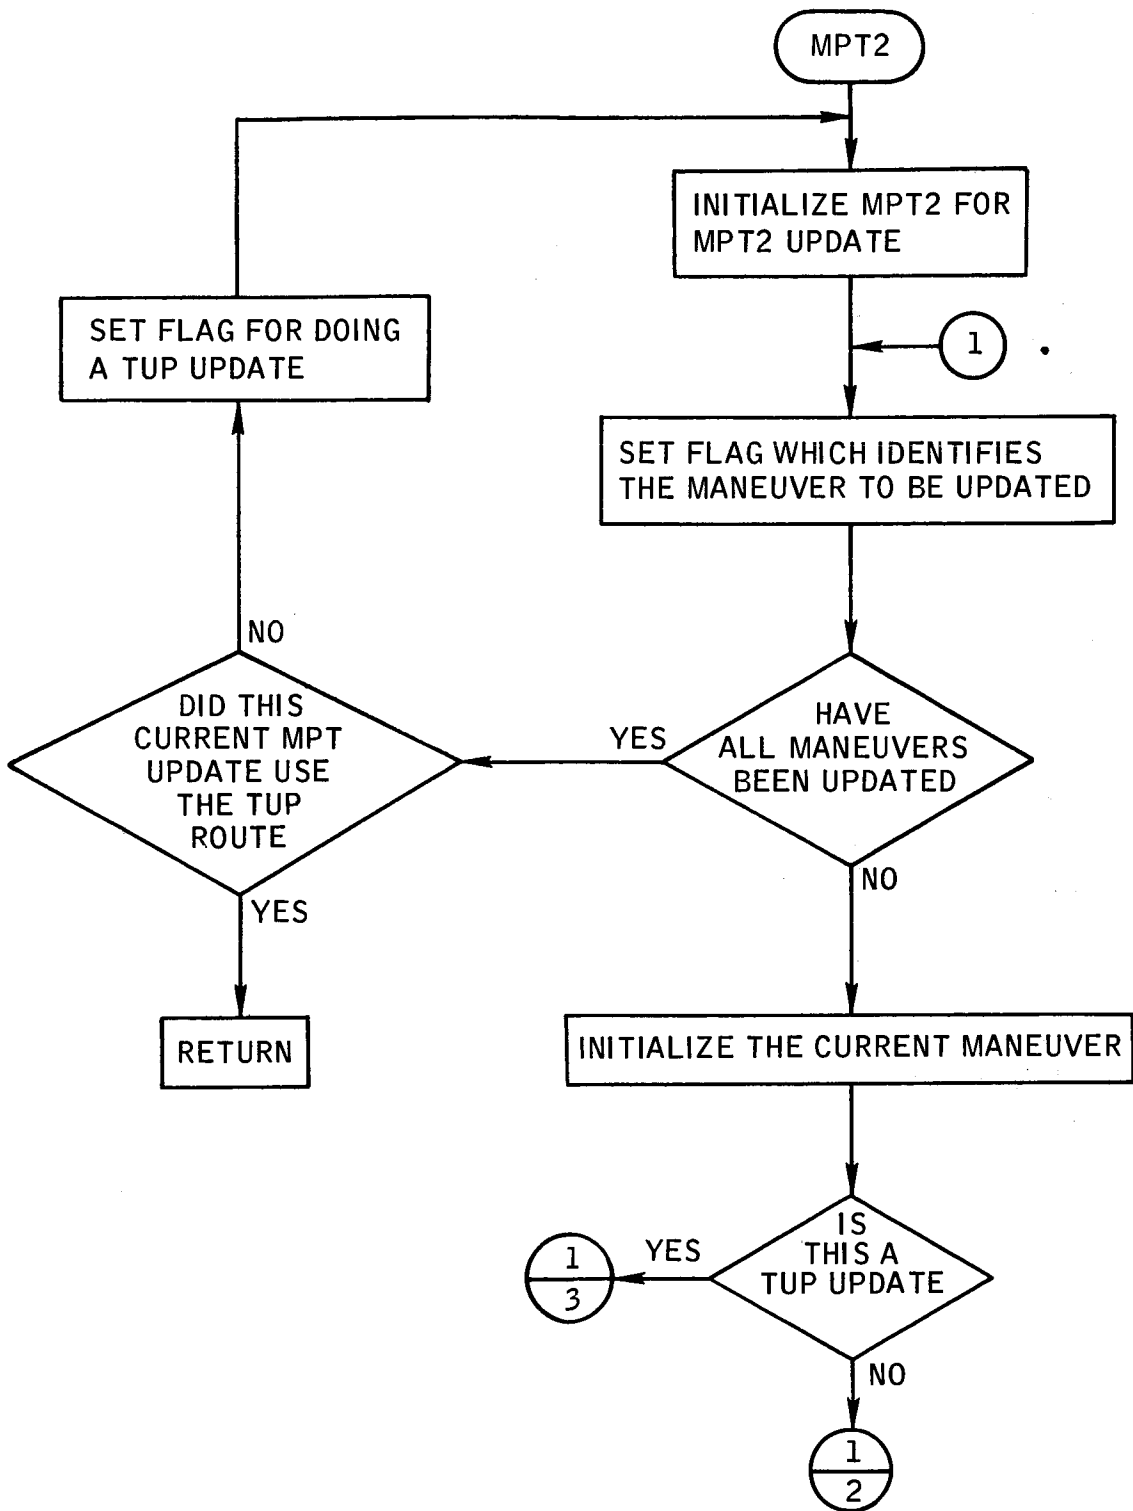 MPT2
INITIALIZE MPT2 FOR
MPT2 UPDATE
SET FLAG FOR DOING
A TUP UPDATE
1
SET FLAG WHICH IDENTIFIES
THE MANEUVER TO BE UPDATED
NO
DID THIS
CURRENT MPT
UPDATE USE
THE TUP
ROUTE
YES
HAVE
ALL MANEUVERS
BEEN UPDATED
NO
YES
RETURN
INITIALIZE THE CURRENT MANEUVER
IS
THIS A
TUP UPDATE
YES
1
3
NO
1
2